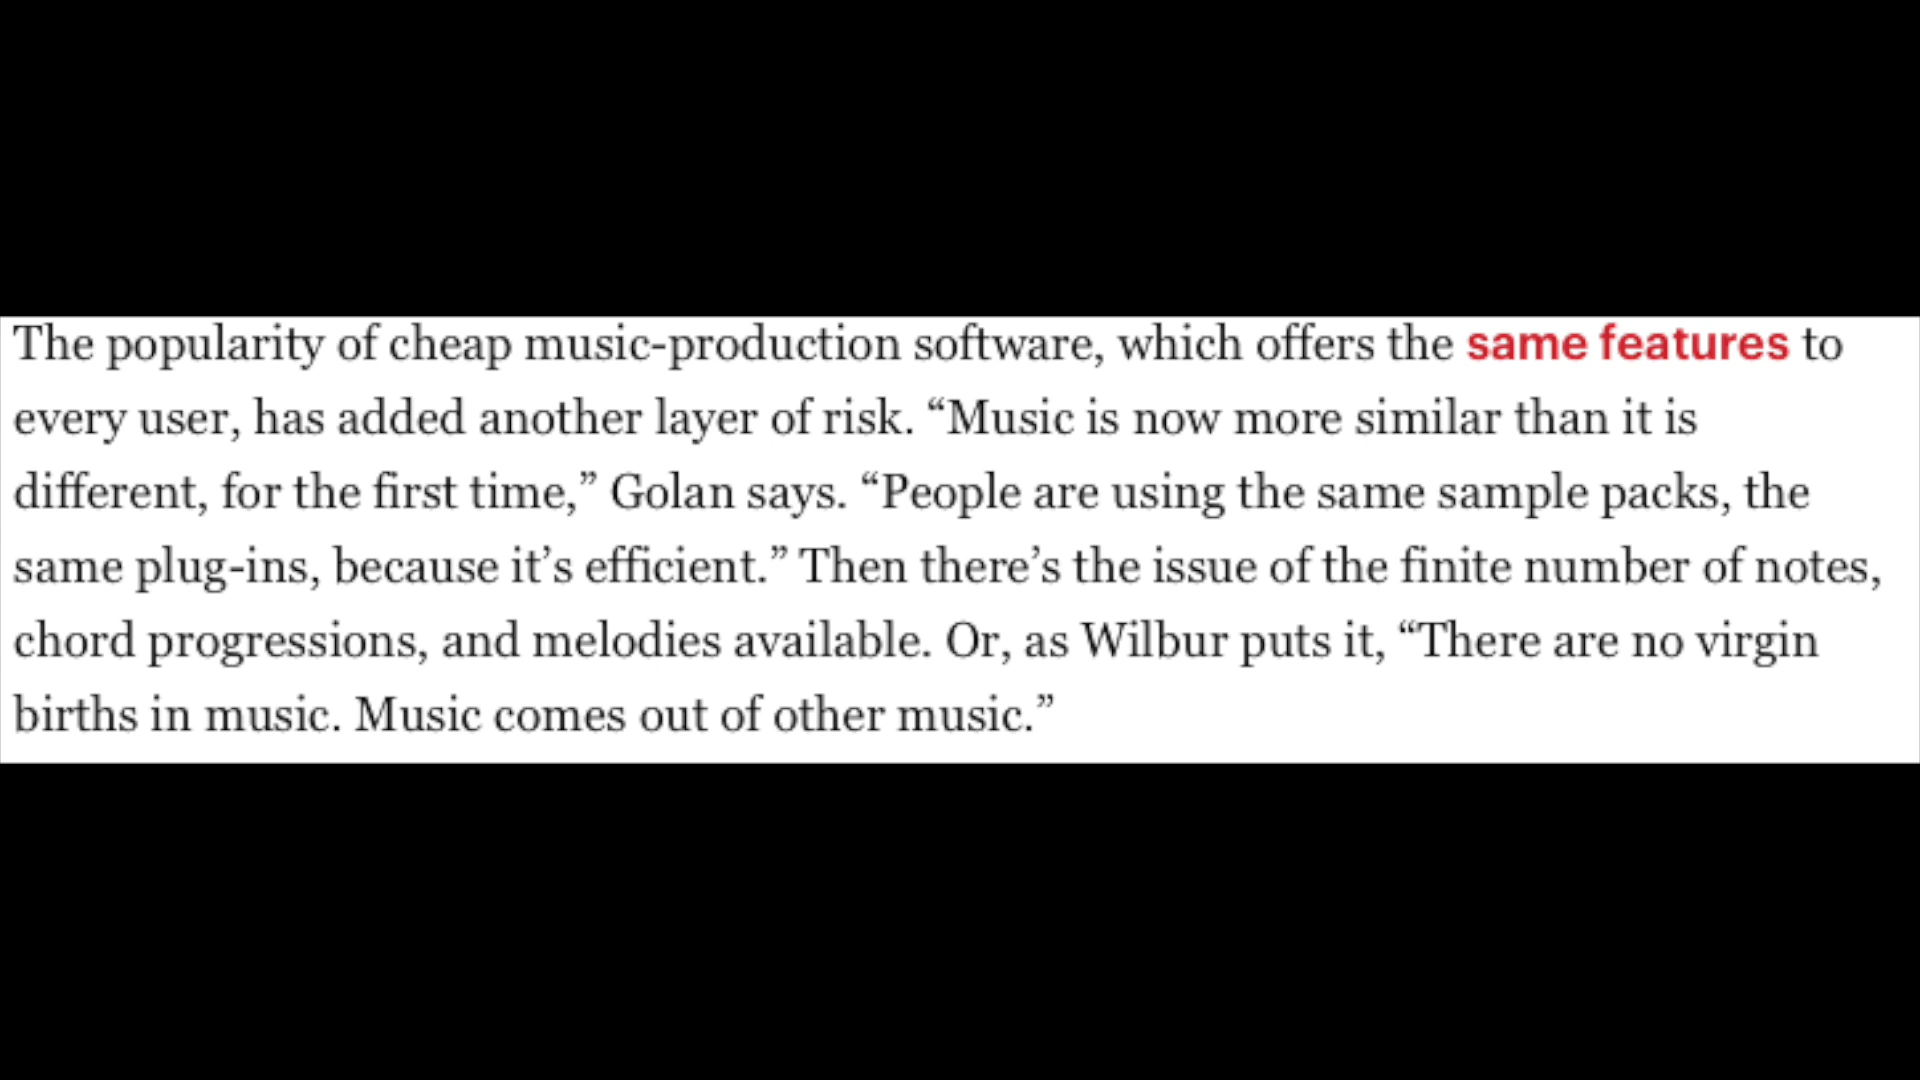 The popularity of cheap music-production software, which offers the same features to
every user, has added another layer of risk. “Music is now more similar than it is
different, for the first time,” Golan says. “People are using the same sample packs, the
same plug-ins, because it’s efficient.” Then there’s the issue of the finite number of notes,
chord progressions, and melodies available. Or, as Wilbur puts it, “There are no virgin
births in music. Music comes out of other music.”